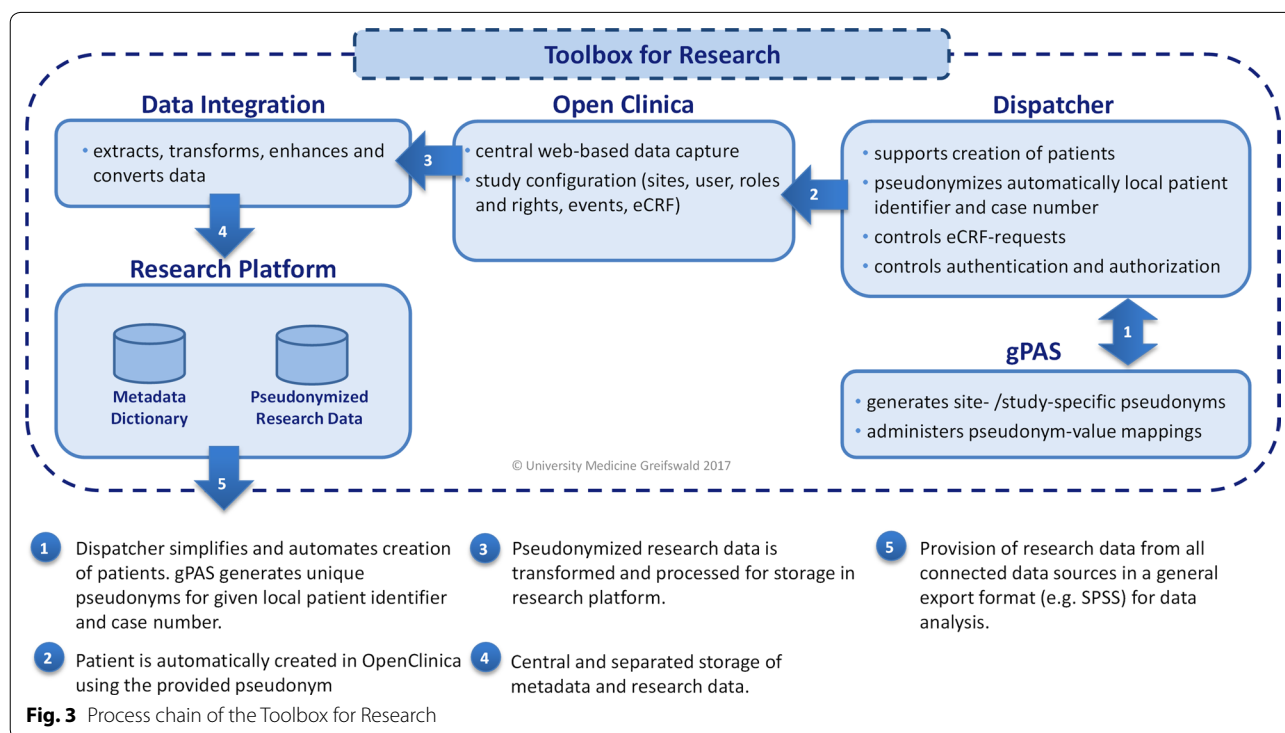 Toolbox for Research
Data Integration
• extracts, transforms, enhances and
converts data
3
Open Clinica
• central web-based data capture
• study configuration (sites, user, roles
and rights, events, eCRF)
2
Dispatcher
• supports creation of patients
• pseudonymizes automatically local patient
identifier and case number
• controls eCRF-requests
• controls authentication and authorization
4
1
Research Platform
Metadata
Dictionary
Pseudonymized
Research Data
gPAS
• generates site- /study-specific pseudonyms
• administers pseudonym-value mappings
© University Medicine Greifswald 2017
5
1 Dispatcher simplifies and automates creation
of patients. gPAS generates unique
pseudonyms for given local patient identifier
and case number.
2 Patient is automatically created in OpenClinica
using the provided pseudonym
3 Pseudonymized research data is
transformed and processed for storage in
research platform.
4 Central and separated storage of
metadata and research data.
5 Provision of research data from all
connected data sources in a general
export format (e.g. SPSS) for data
analysis.
Fig. 3 Process chain of the Toolbox for Research